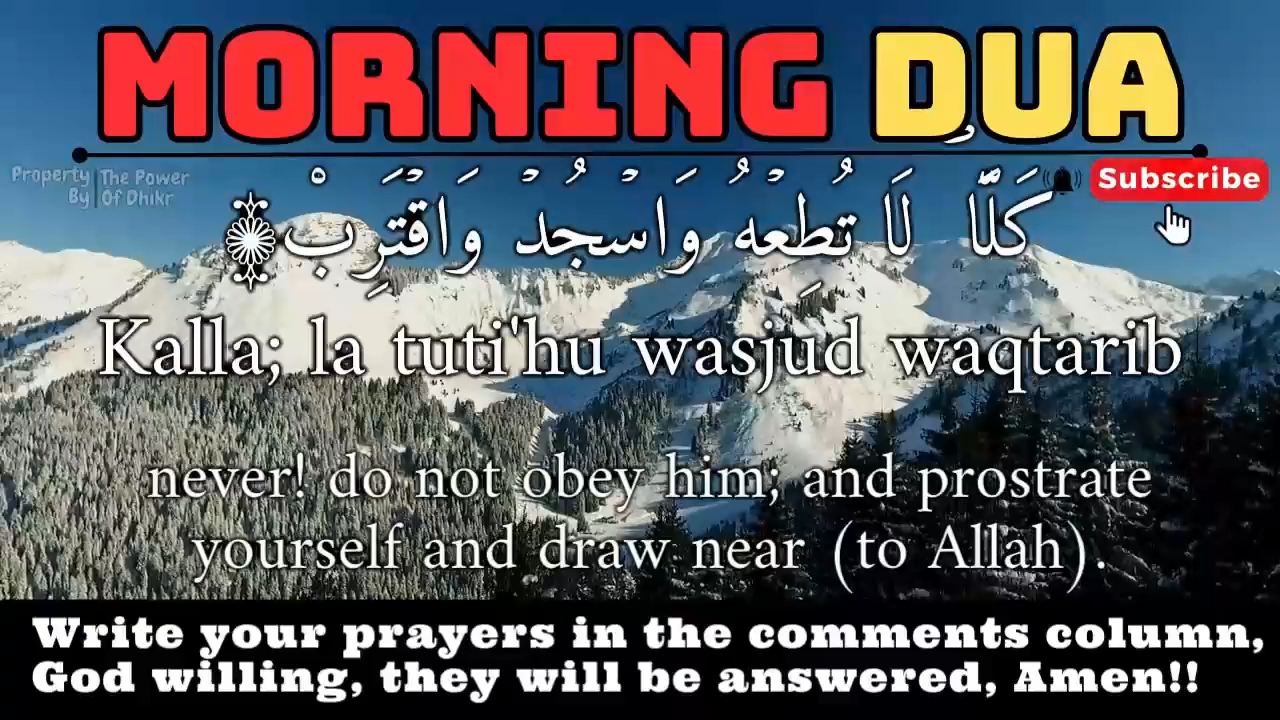 MORNING DUA
Property
By
The Power
Of Dhikr
Subscribe
كَلَّا لَا تُطِعْهُ وَاسْجُدْ وَاقْتَرِبْ
Kalla; la tuti'hu wasjud waqtarib
never! do not obey him; and prostrate
yourself and draw near (to Allah).
Write your prayers in the comments column,
God willing, they will be answered, Amen!!